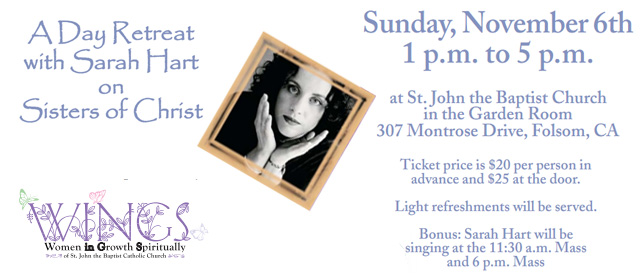 A Day Retreat
with Sarah Hart
on
Sisters of Christ
WINGS
Women in Growth Spiritually
of St. John the Baptist Catholic Church
Sunday, November 6th
1 p.m. to 5 p.m.
at St. John the Baptist Church
in the Garden Room
307 Montrose Drive, Folsom, CA
Ticket price is $20 per person in
advance and $25 at the door.
Light refreshments will be served.
Bonus: Sarah Hart will be
singing at the 11:30 a.m. Mass
and 6 p.m. Mass